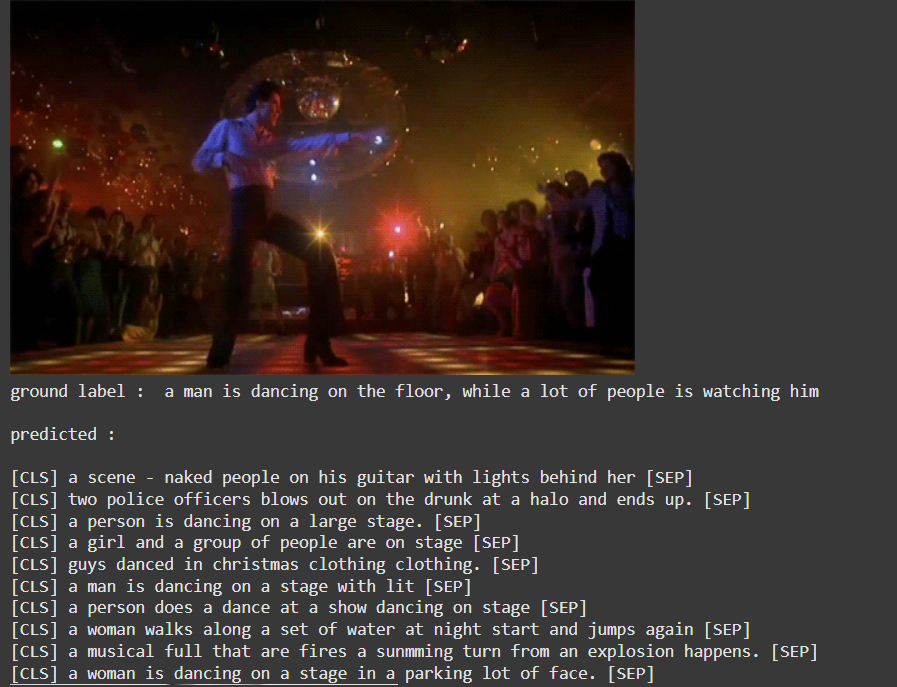 ground label :  a man is dancing on the floor, while a lot of people is watching him
predicted :
[CLS] a scene - naked people on his guitar with lights behind her [SEP]
[CLS] two police officers blows out on the drunk at a halo and ends up. [SEP]
[CLS] a person is dancing on a large stage. [SEP]
[CLS] a girl and a group of people are on stage [SEP]
[CLS] guys danced in christmas clothing clothing. [SEP]
[CLS] a man is dancing on a stage with lit [SEP]
[CLS] a person does a dance at a show dancing on stage [SEP]
[CLS] a woman walks along a set of water at night start and jumps again [SEP]
[CLS] a musical full that are fires a sunmming turn from an explosion happens. [SEP]
[CLS] a woman is dancing on a stage in a parking lot of face. [SEP]